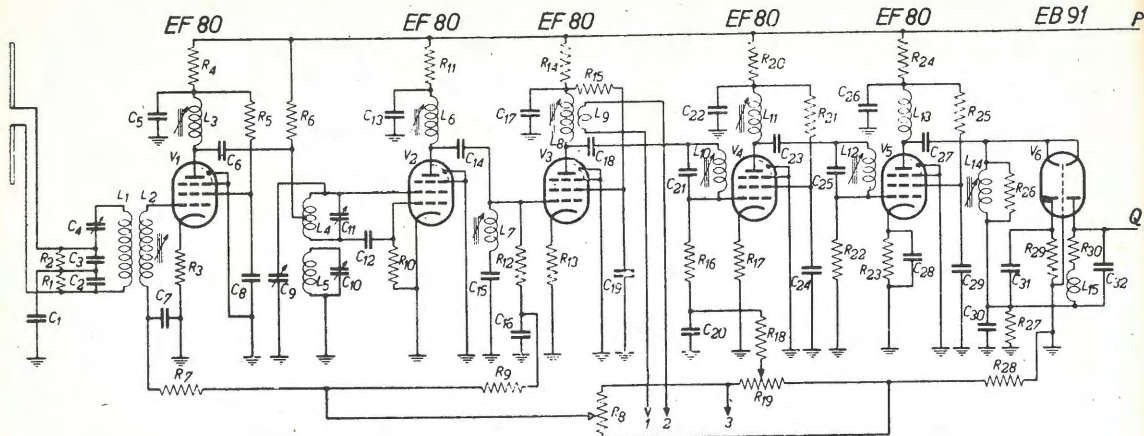 EF 80 EF 80 EF 80 EF 80 EF 80 EB 91
P
R4 R11 R14 R15 R20 R24
C5 L3 R5 R6 C13 L6 C17 L8 L9 C22 L11 R21 C26 L13 R25
V1 C6 V2 C14 V3 C18 L10 V4 C23 L12 V5 C27 L14 V6
L1 L2 C21 C25 R26
C4 L4 C11 L7 Q
R2 C3 R3 C12 R10 R12 R13 R16 R17 R22 R23 C28 R29 R30
R1 C2 C8 C9 L5 C10 C15 C19 C24 C29 C31 L15 C32
C1 C7 C16 C20 R18 C30 R27
R7 R9 R8 1 2 3 R19 R28